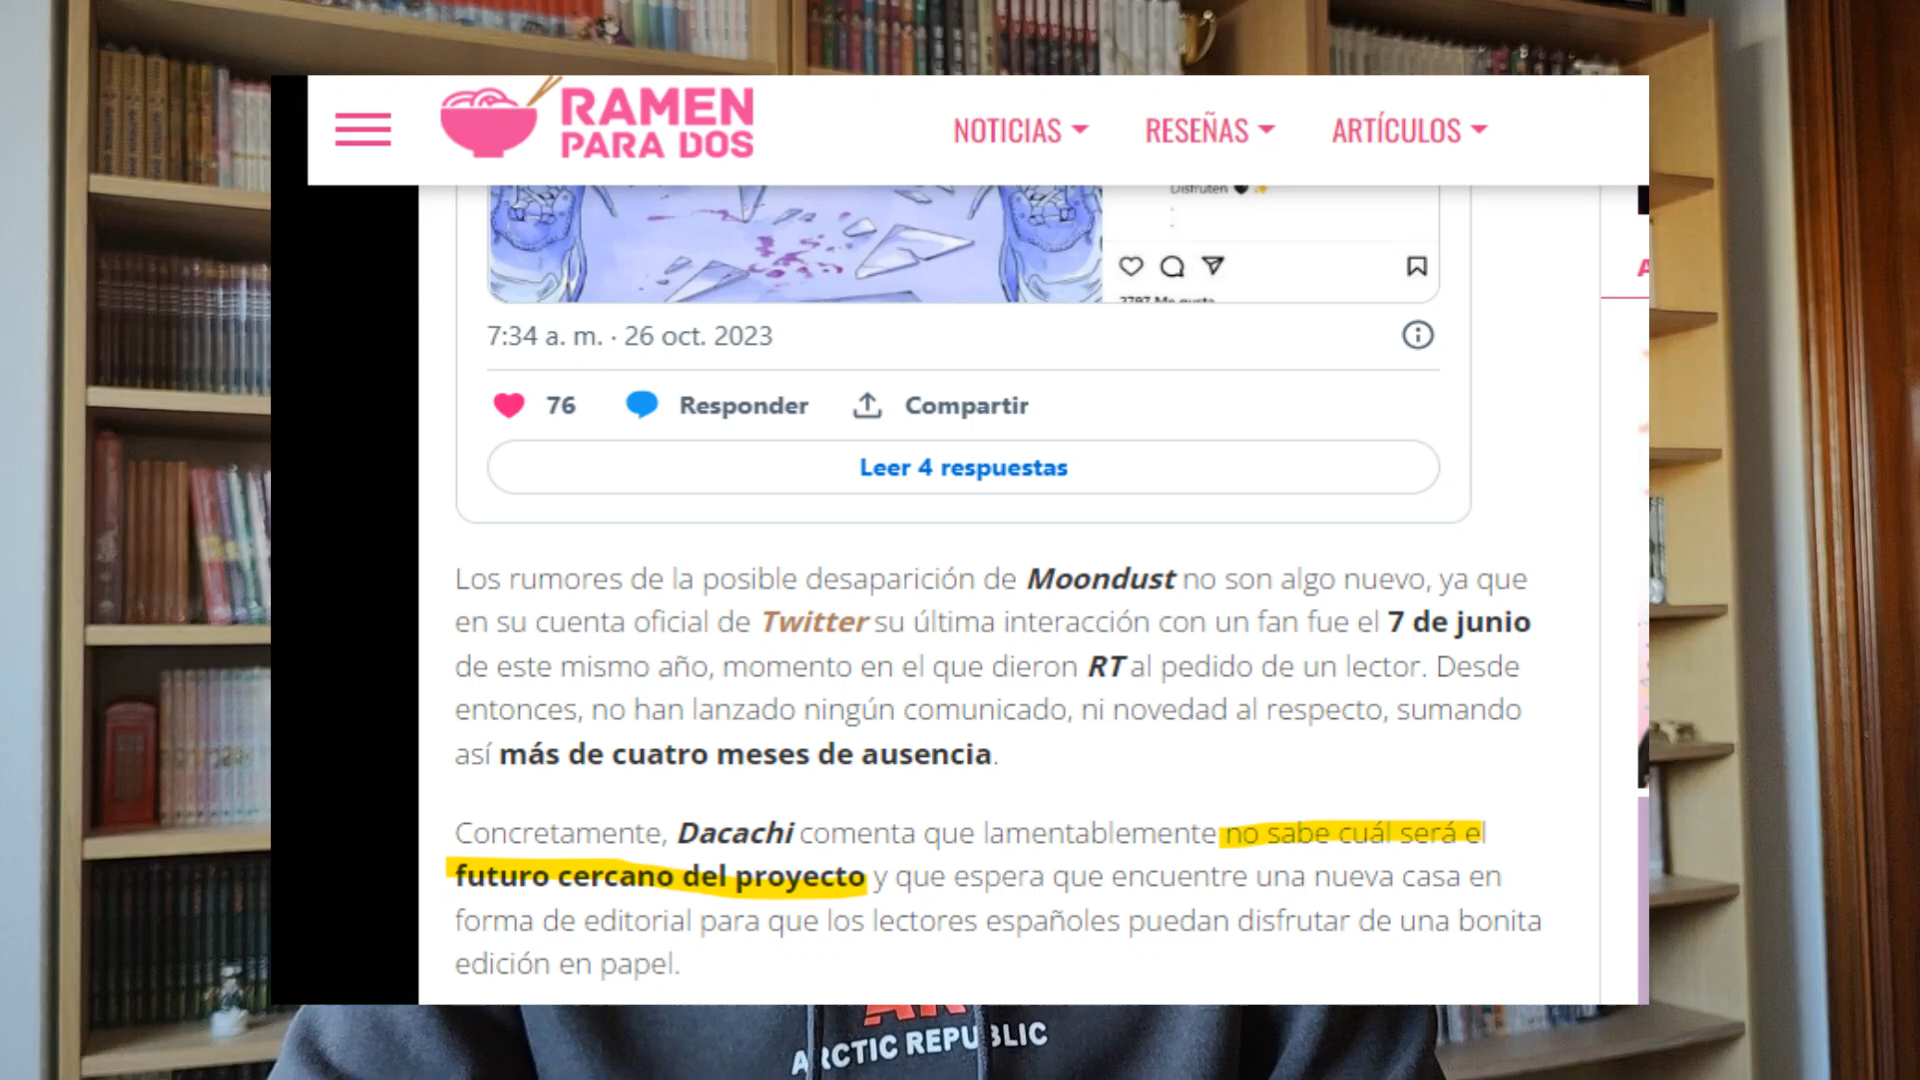 RAMEN
PARA DOS
NOTICIAS
RESEÑAS
ARTÍCULOS
Disfruten
2797 Me gusta
7:34 a. m. · 26 oct. 2023
76
Responder
Compartir
Leer 4 respuestas
Los rumores de la posible desaparición de Moondust no son algo nuevo, ya que
en su cuenta oficial de Twitter su última interacción con un fan fue el 7 de junio
de este mismo año, momento en el que dieron RT al pedido de un lector. Desde
entonces, no han lanzado ningún comunicado, ni novedad al respecto, sumando
así más de cuatro meses de ausencia.
Concretamente, Dacachi comenta que lamentablemente no sabe cuál será el
futuro cercano del proyecto y que espera que encuentre una nueva casa en
forma de editorial para que los lectores españoles puedan disfrutar de una bonita
edición en papel.
ARCTIC REPUBLIC